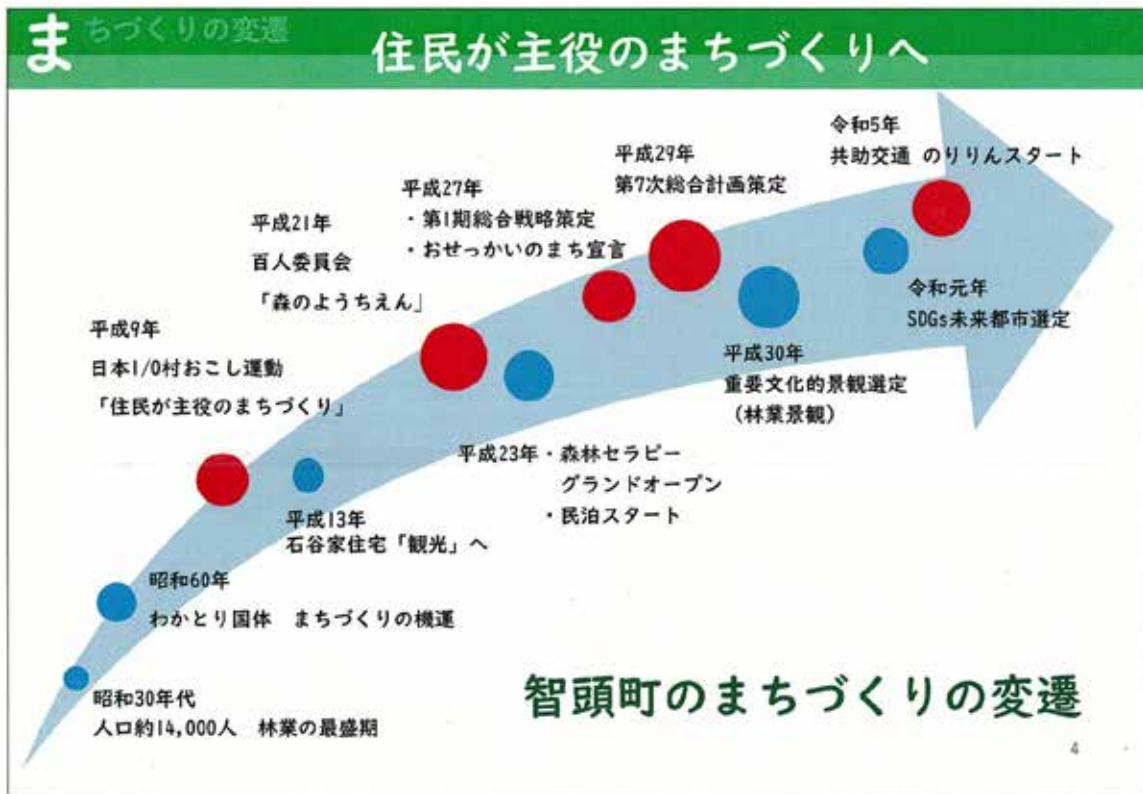 まちづくりの変遷
住民が主役のまちづくりへ
令和5年
共助交通 のりりんスタート
平成29年
第7次総合計画策定
平成27年
・第1期総合戦略策定
・おせっかいのまち宣言
平成21年
百人委員会
「森のようちえん」
平成9年
日本1/0村おこし運動
「住民が主役のまちづくり」
令和元年
SDGs未来都市選定
平成30年
重要文化的景観選定
(林業景観)
平成23年・森林セラピー
グランドオープン
・民泊スタート
平成13年
石谷家住宅「観光」へ
昭和60年
わかとり国体 まちづくりの機運
昭和30年代
人口約14,000人 林業の最盛期
智頭町のまちづくりの変遷
4